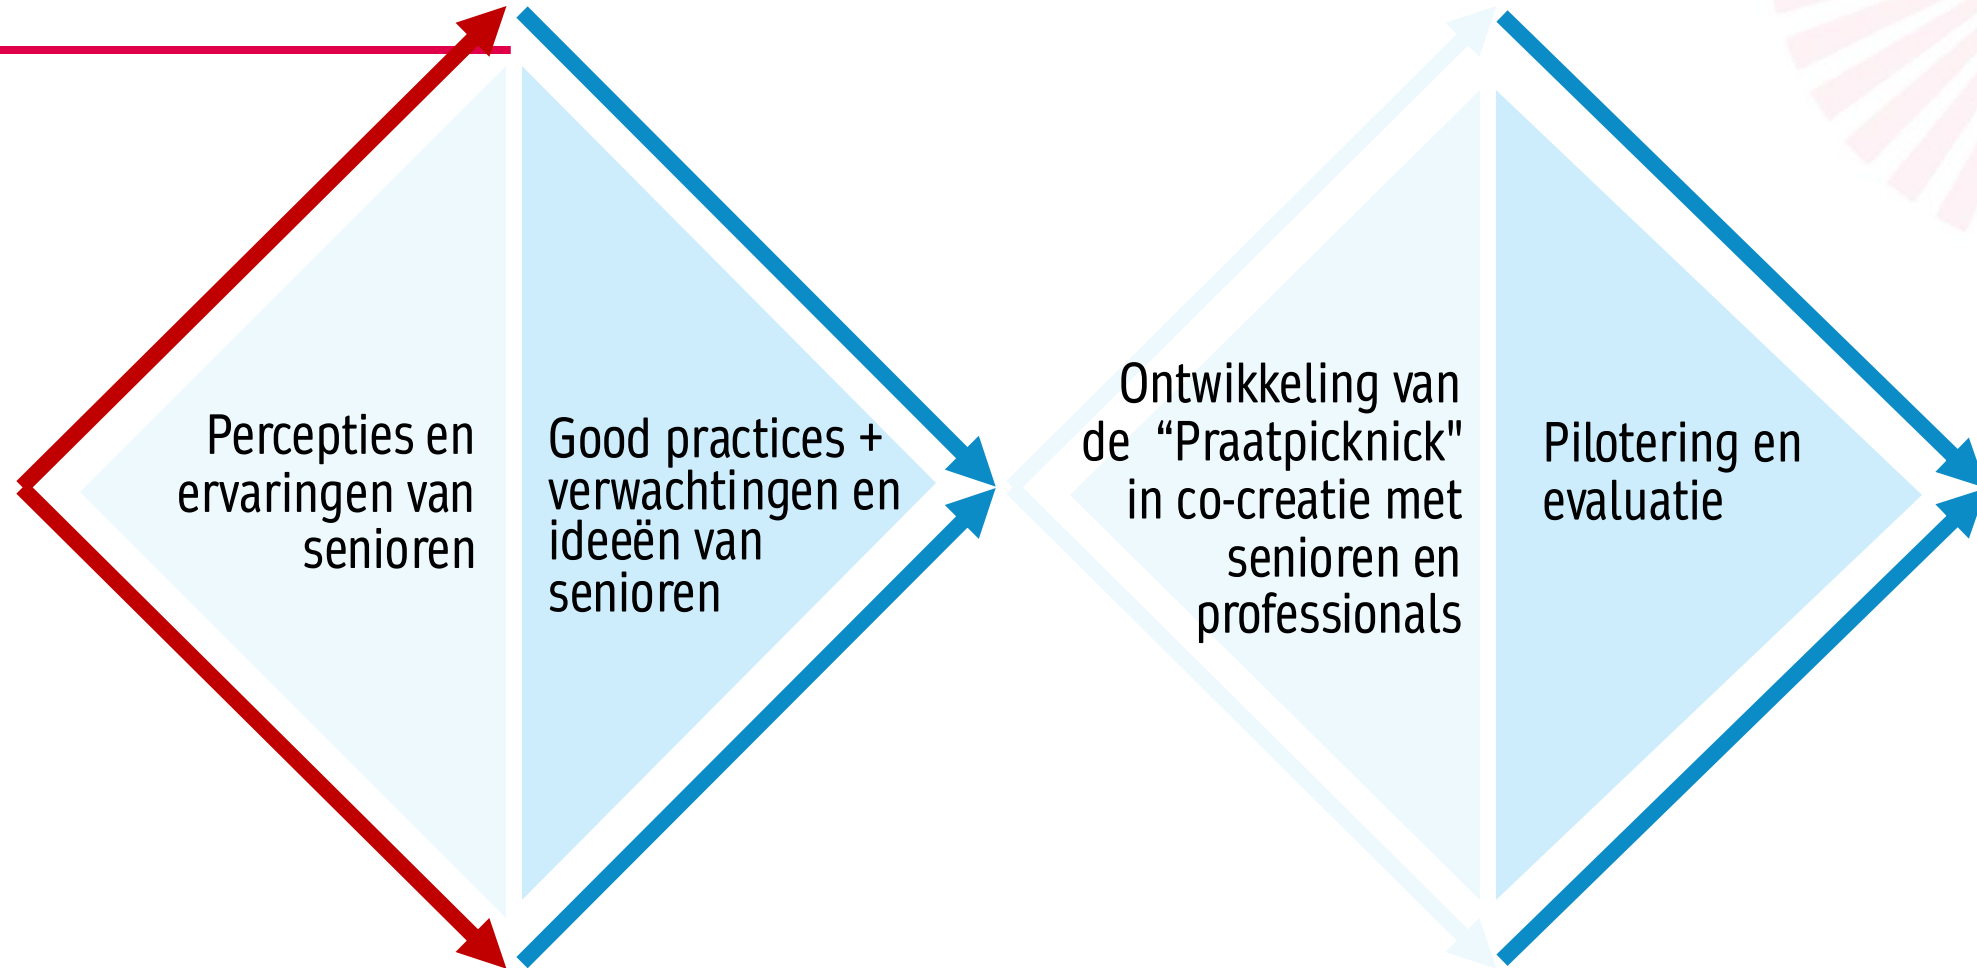 Percepties en
ervaringen van
senioren
Good practices +
verwachtingen en
ideeën van
senioren
Ontwikkeling van
de “Praatpicknick"
in co-creatie met
senioren en
professionals
Pilotering en
evaluatie